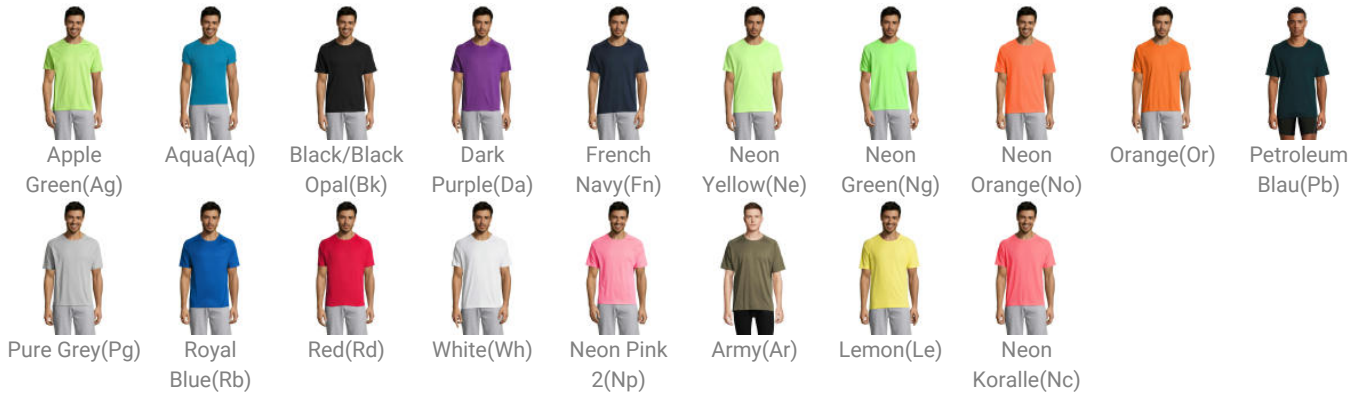 Apple Green(Ag)
Aqua(Aq)
Black/Black Opal(Bk)
Dark Purple(Da)
French Navy(Fn)
Neon Yellow(Ne)
Neon Green(Ng)
Neon Orange(No)
Orange(Or)
Petroleum Blau(Pb)
Pure Grey(Pg)
Royal Blue(Rb)
Red(Rd)
White(Wh)
Neon Pink 2(Np)
Army(Ar)
Lemon(Le)
Neon Koralle(Nc)